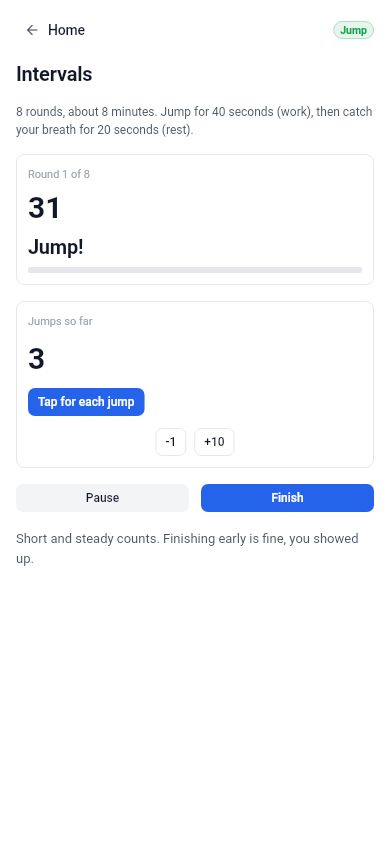 Home
Jump
Intervals
8 rounds, about 8 minutes. Jump for 40 seconds (work), then catch
your breath for 20 seconds (rest).
Round 1 of 8
31
Jump!
Jumps so far
3
Tap for each jump
-1
+10
Pause
Finish
Short and steady counts. Finishing early is fine, you showed
up.